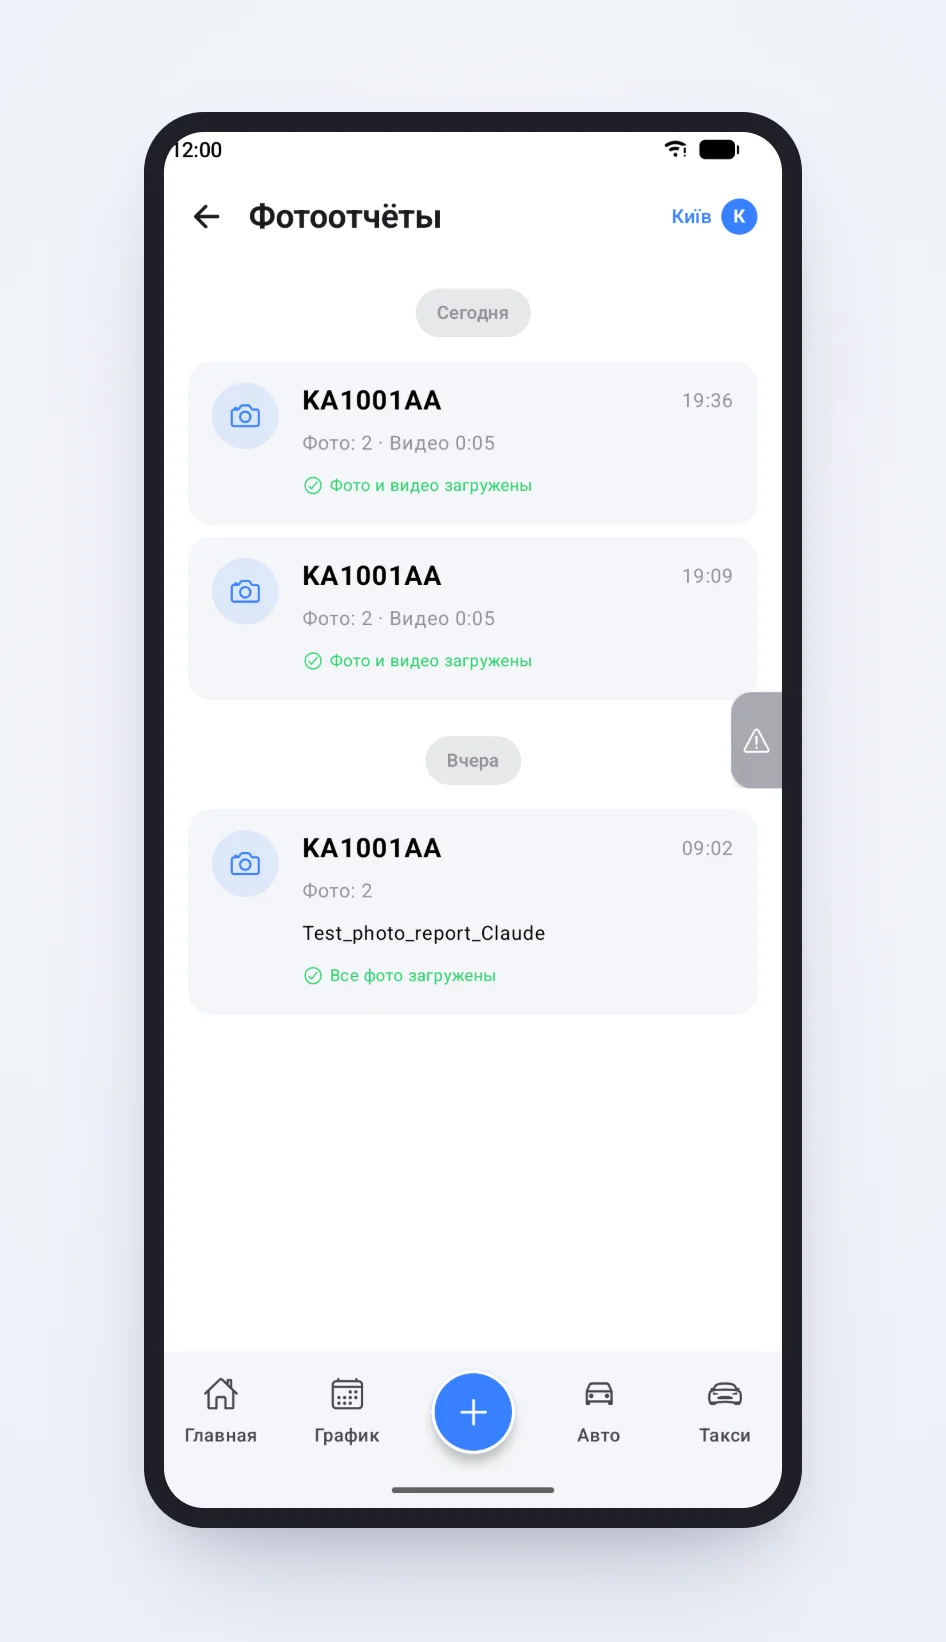 12:00
Фотоотчёты
Київ K
Сегодня
KA1001AA 19:36
Фото: 2 · Видео 0:05
Фото и видео загружены
KA1001AA 19:09
Фото: 2 · Видео 0:05
Фото и видео загружены
Вчера
KA1001AA 09:02
Фото: 2
Test_photo_report_Claude
Все фото загружены
Главная График Авто Такси